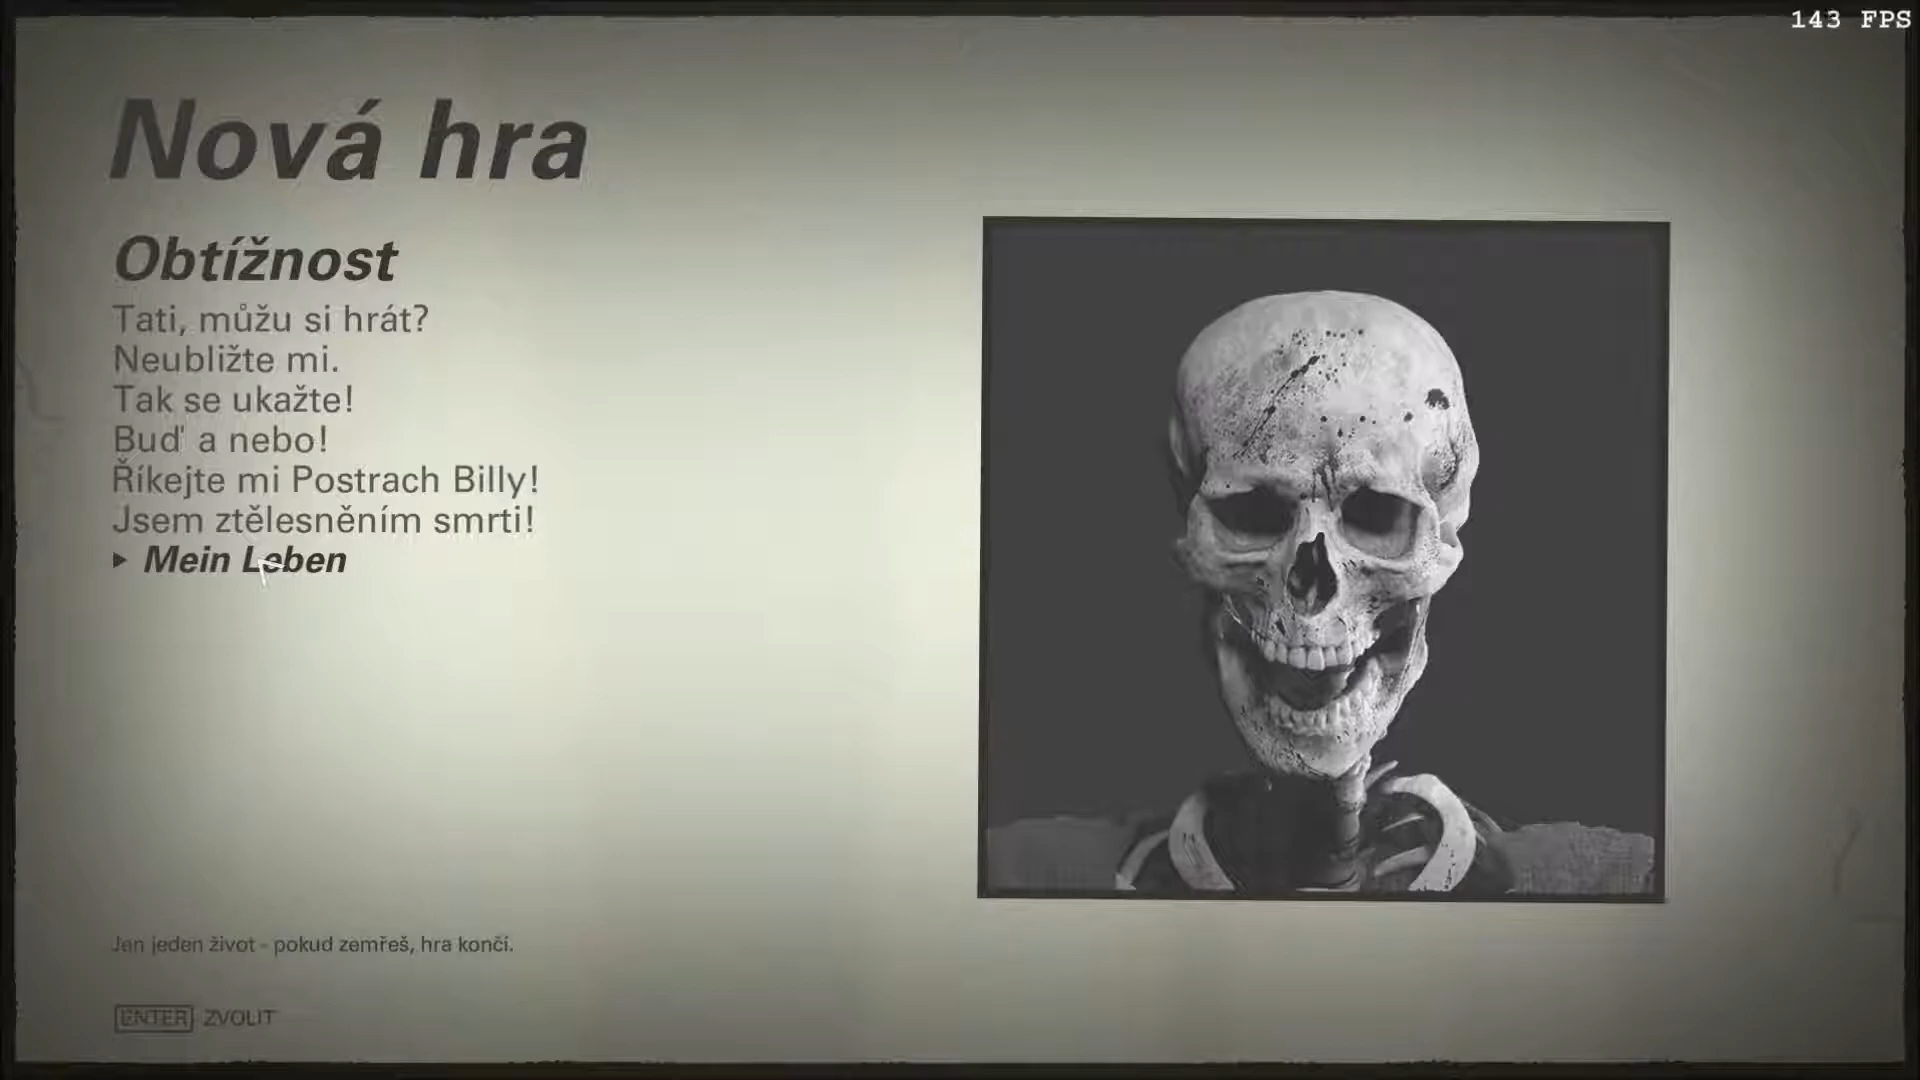 143 FPS
Nová hra
Obtížnost
Tati, můžu si hrát?
Neubližte mi.
Tak se ukažte!
Buď a nebo!
Říkejte mi Postrach Billy!
Jsem ztělesněním smrti!
Mein Leben
Jen jeden život - pokud zemřeš, hra končí.
ENTER ZVOLIT